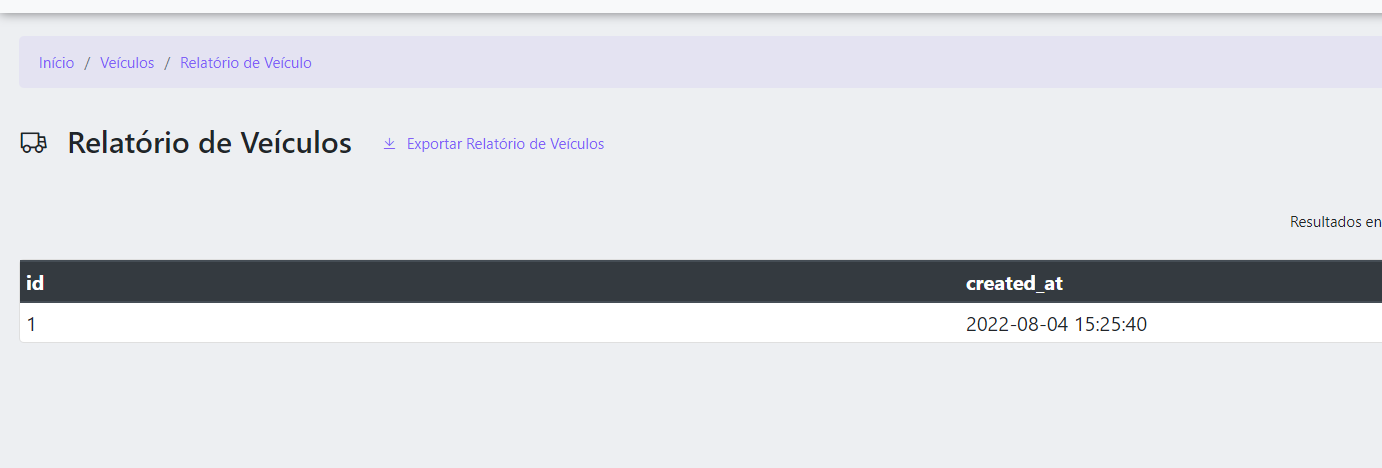 Início / Veículos / Relatório de Veículo
Relatório de Veículos Exportar Relatório de Veículos
Resultados en
id created_at
1 2022-08-04 15:25:40